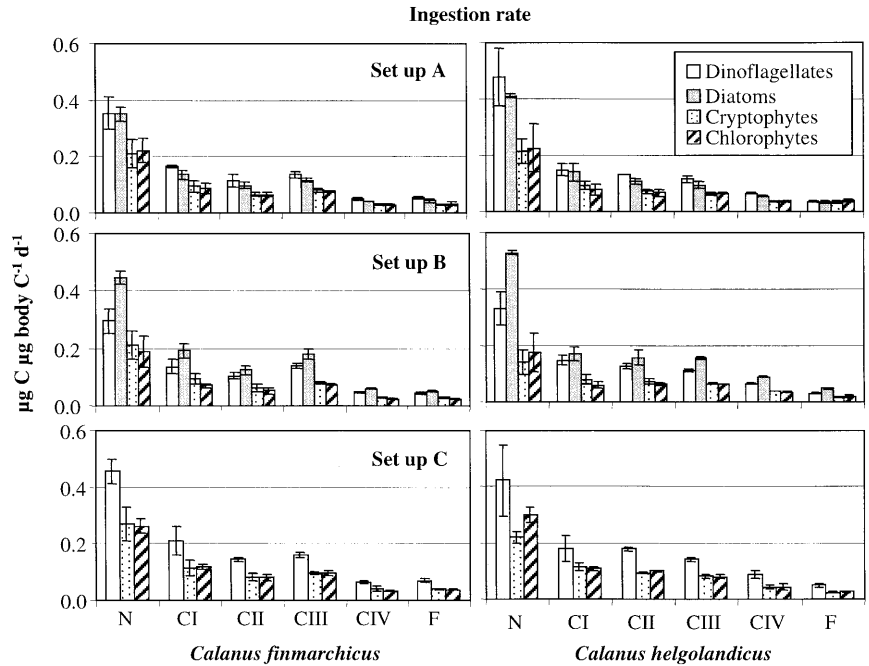 Ingestion rate
µg C µg body C⁻¹ d⁻¹
0.6
0.4
0.2
0.0
Set up A
Dinoflagellates
Diatoms
Cryptophytes
Chlorophytes
0.6
0.4
0.2
0.0
Set up B
0.6
0.4
0.2
0.0
Set up C
N CI CII CIII CIV F
N CI CII CIII CIV F
Calanus finmarchicus
Calanus helgolandicus